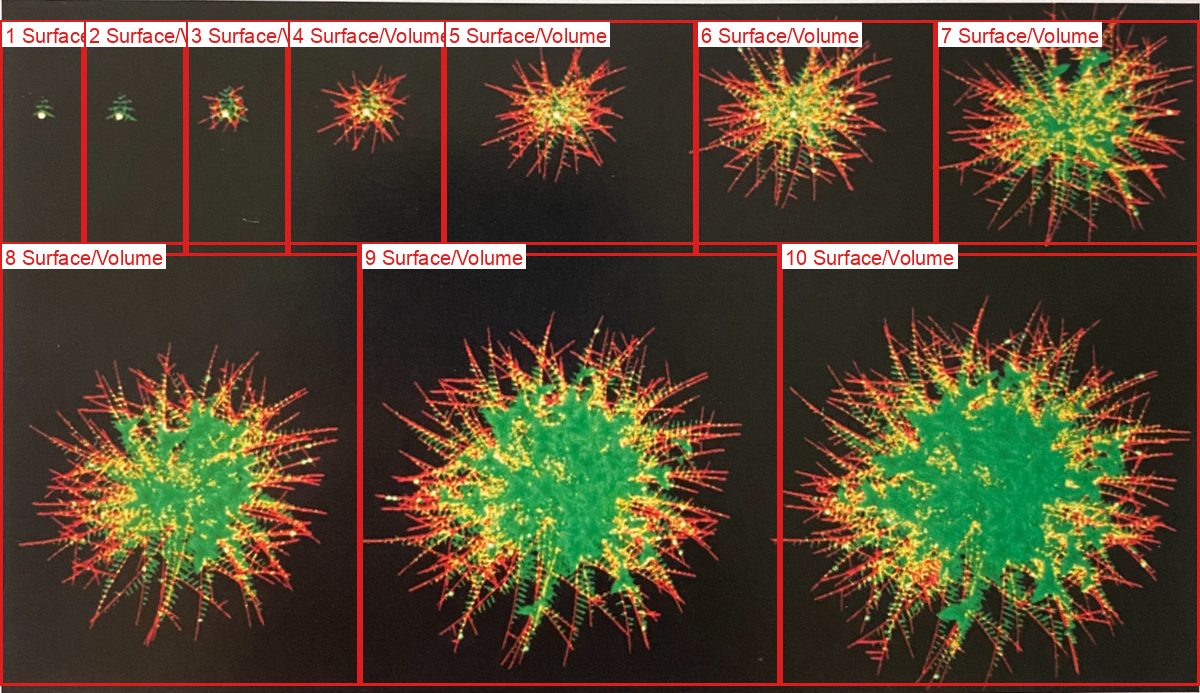 1 Surface
2 Surface/V
3 Surface/V
4 Surface/Volume
5 Surface/Volume
6 Surface/Volume
7 Surface/Volume
8 Surface/Volume
9 Surface/Volume
10 Surface/Volume